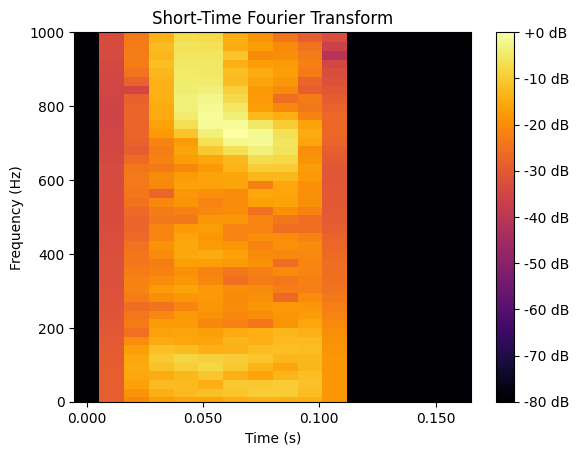 Short-Time Fourier Transform
1000
800
600
400
200
0
Frequency (Hz)
0.000
0.050
0.100
0.150
Time (s)
+0 dB
-10 dB
-20 dB
-30 dB
-40 dB
-50 dB
-60 dB
-70 dB
-80 dB